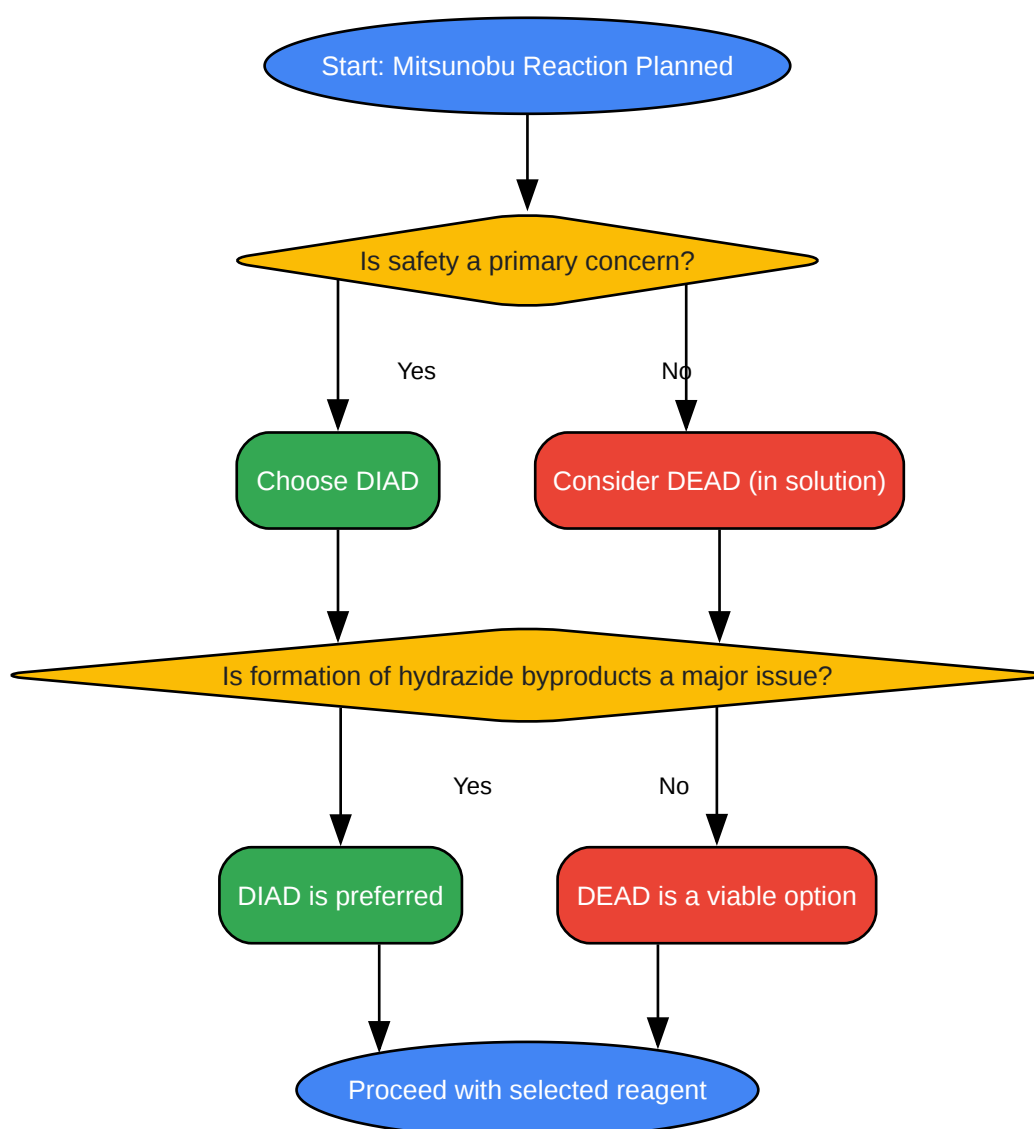 Start: Mitsunobu Reaction Planned
Is safety a primary concern?
Yes
No
Choose DIAD
Consider DEAD (in solution)
Is formation of hydrazide byproducts a major issue?
Yes
No
DIAD is preferred
DEAD is a viable option
Proceed with selected reagent